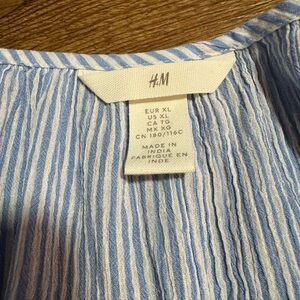 H&M
EUR XL
US XL
CA TG
MX XG
CN 180/116C
MADE IN
INDIA
FABRIQUE EN
INDE